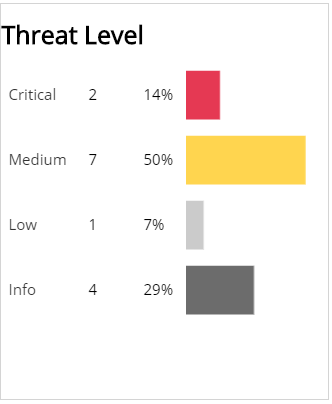 Threat Level
Critical 2 14%
Medium 7 50%
Low 1 7%
Info 4 29%